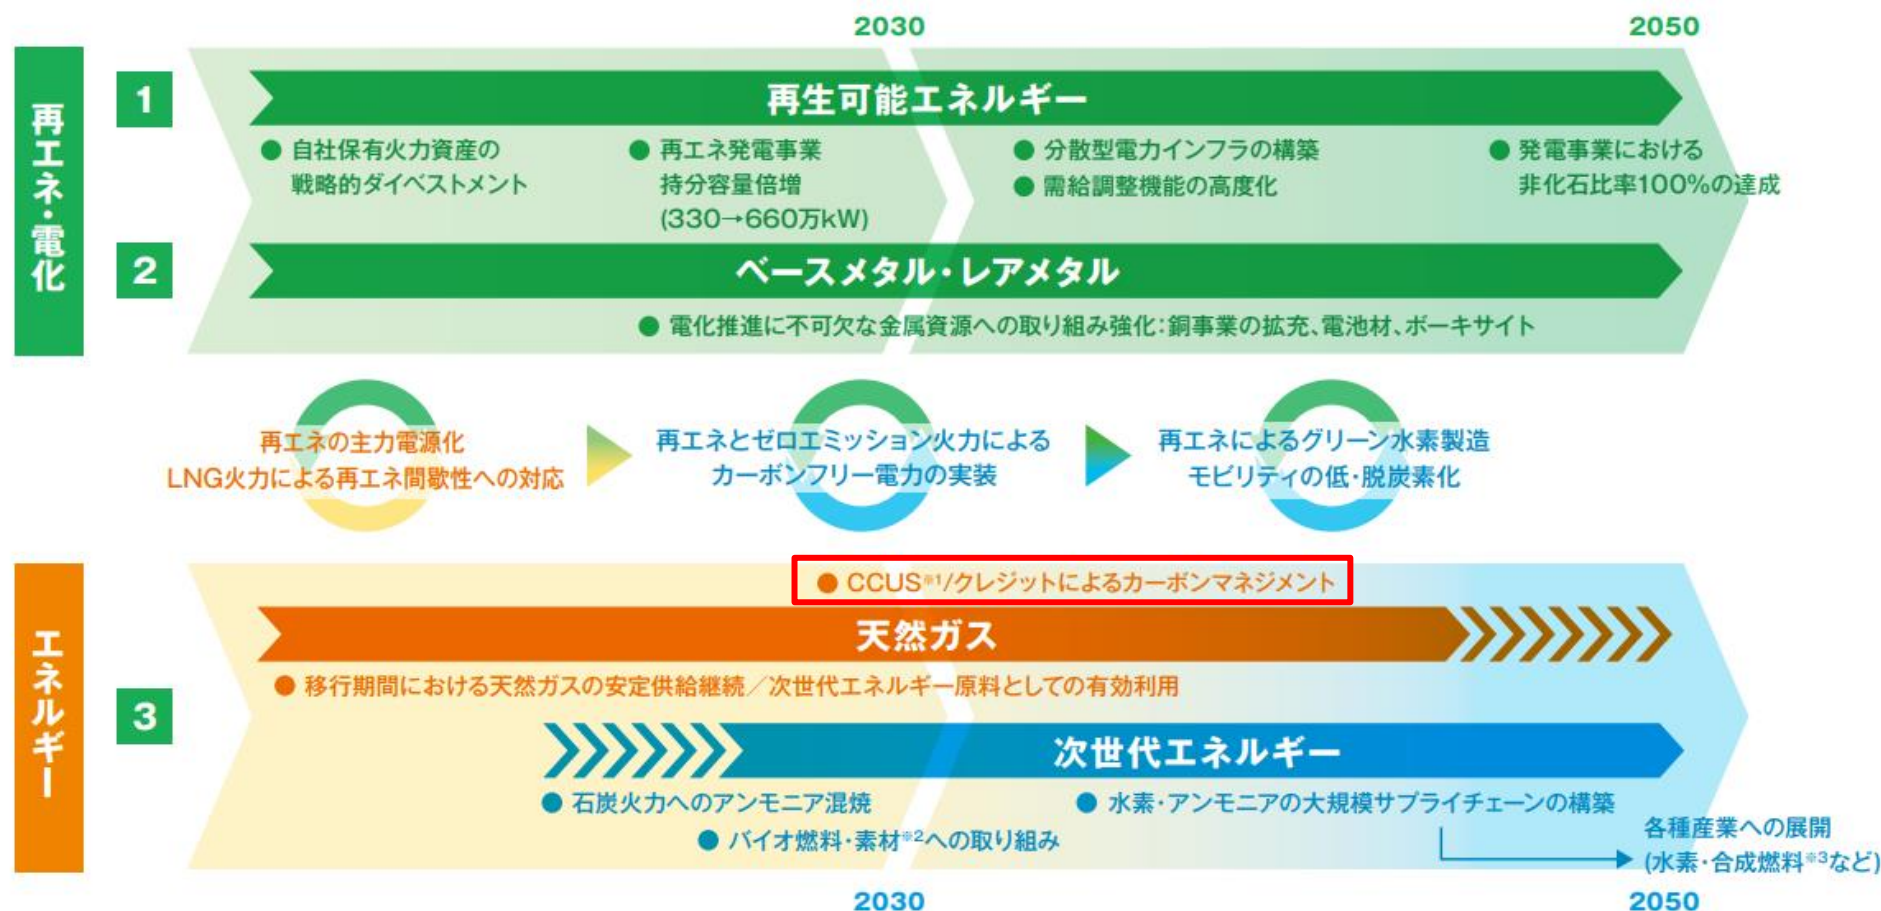 2030
2050
再エネ・電化
1
再生可能エネルギー
● 自社保有火力資産の
戦略的ダイベストメント
● 再エネ発電事業
持分容量倍増
(330→660万kW)
● 分散型電力インフラの構築
● 需給調整機能の高度化
● 発電事業における
非化石比率100%の達成
2
ベースメタル・レアメタル
● 電化推進に不可欠な金属資源への取り組み強化:銅事業の拡充、電池材、ボーキサイト
再エネの主力電源化
LNG火力による再エネ間歇性への対応
再エネとゼロエミッション火力による
カーボンフリー電力の実装
再エネによるグリーン水素製造
モビリティの低・脱炭素化
エネルギー
3
● CCUS※1/クレジットによるカーボンマネジメント
天然ガス
● 移行期間における天然ガスの安定供給継続/次世代エネルギー原料としての有効利用
次世代エネルギー
● 石炭火力へのアンモニア混焼
● バイオ燃料・素材※2への取り組み
● 水素・アンモニアの大規模サプライチェーンの構築
各種産業への展開
(水素・合成燃料※3など)
2030
2050